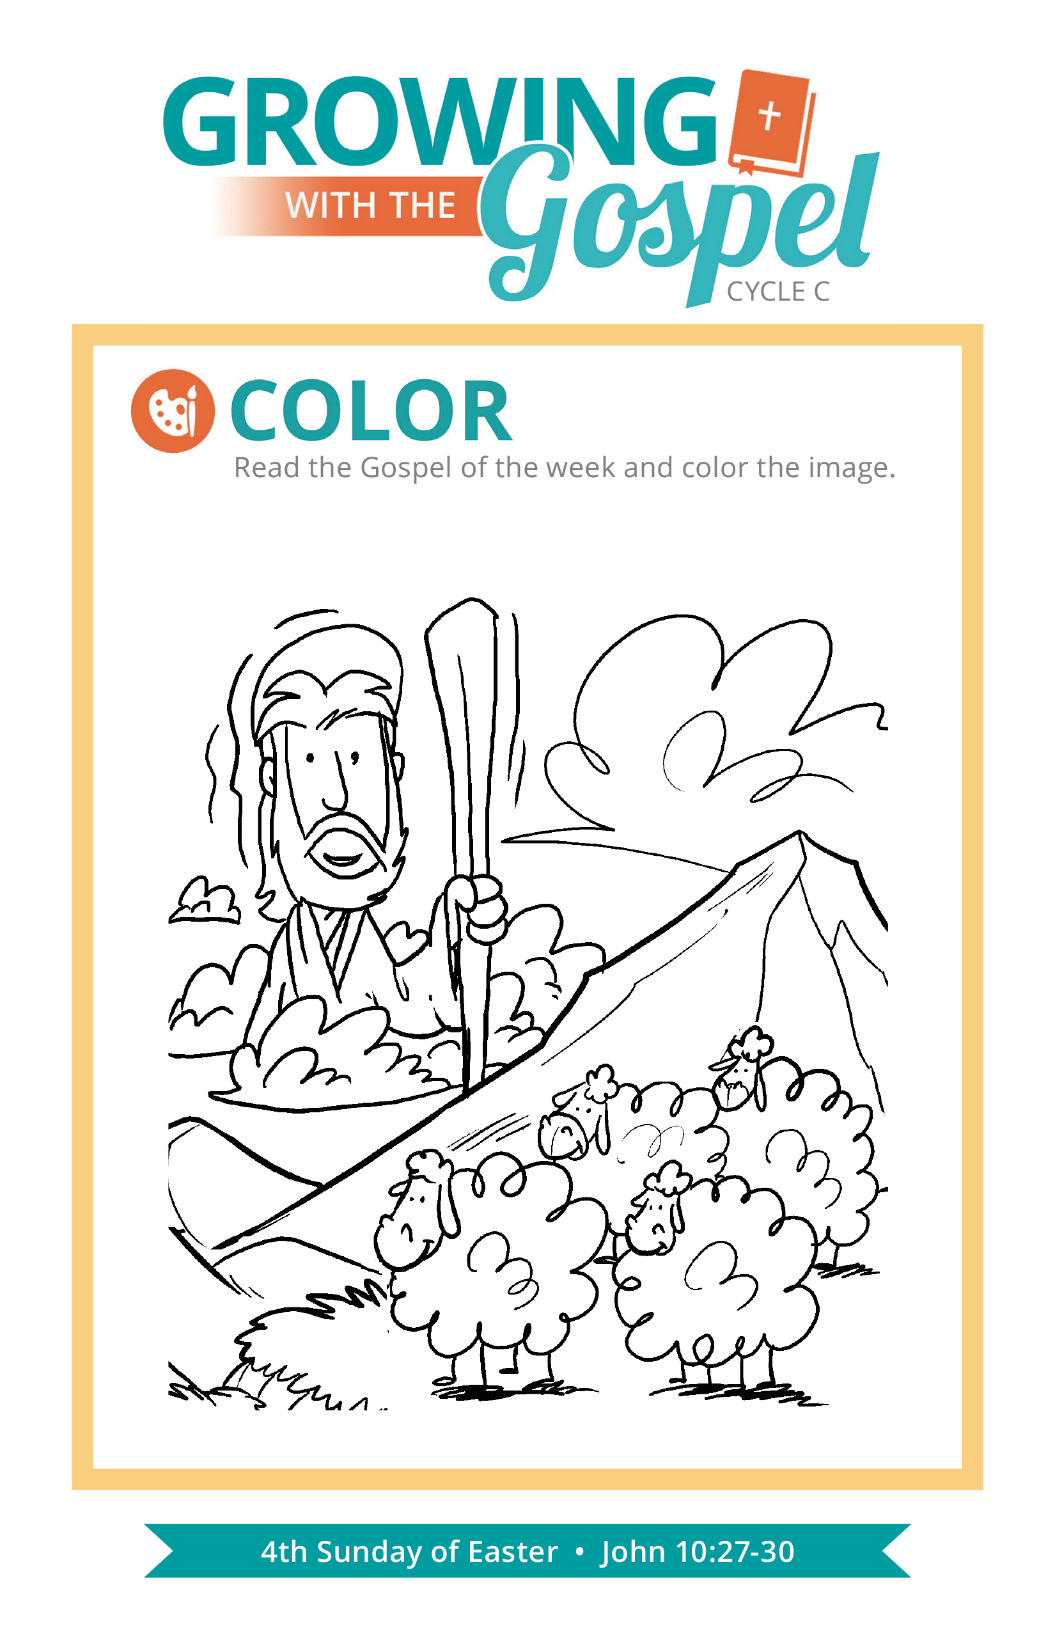 GROWING
WITH THE Gospel
CYCLE C
COLOR
Read the Gospel of the week and color the image.
4th Sunday of Easter • John 10:27-30